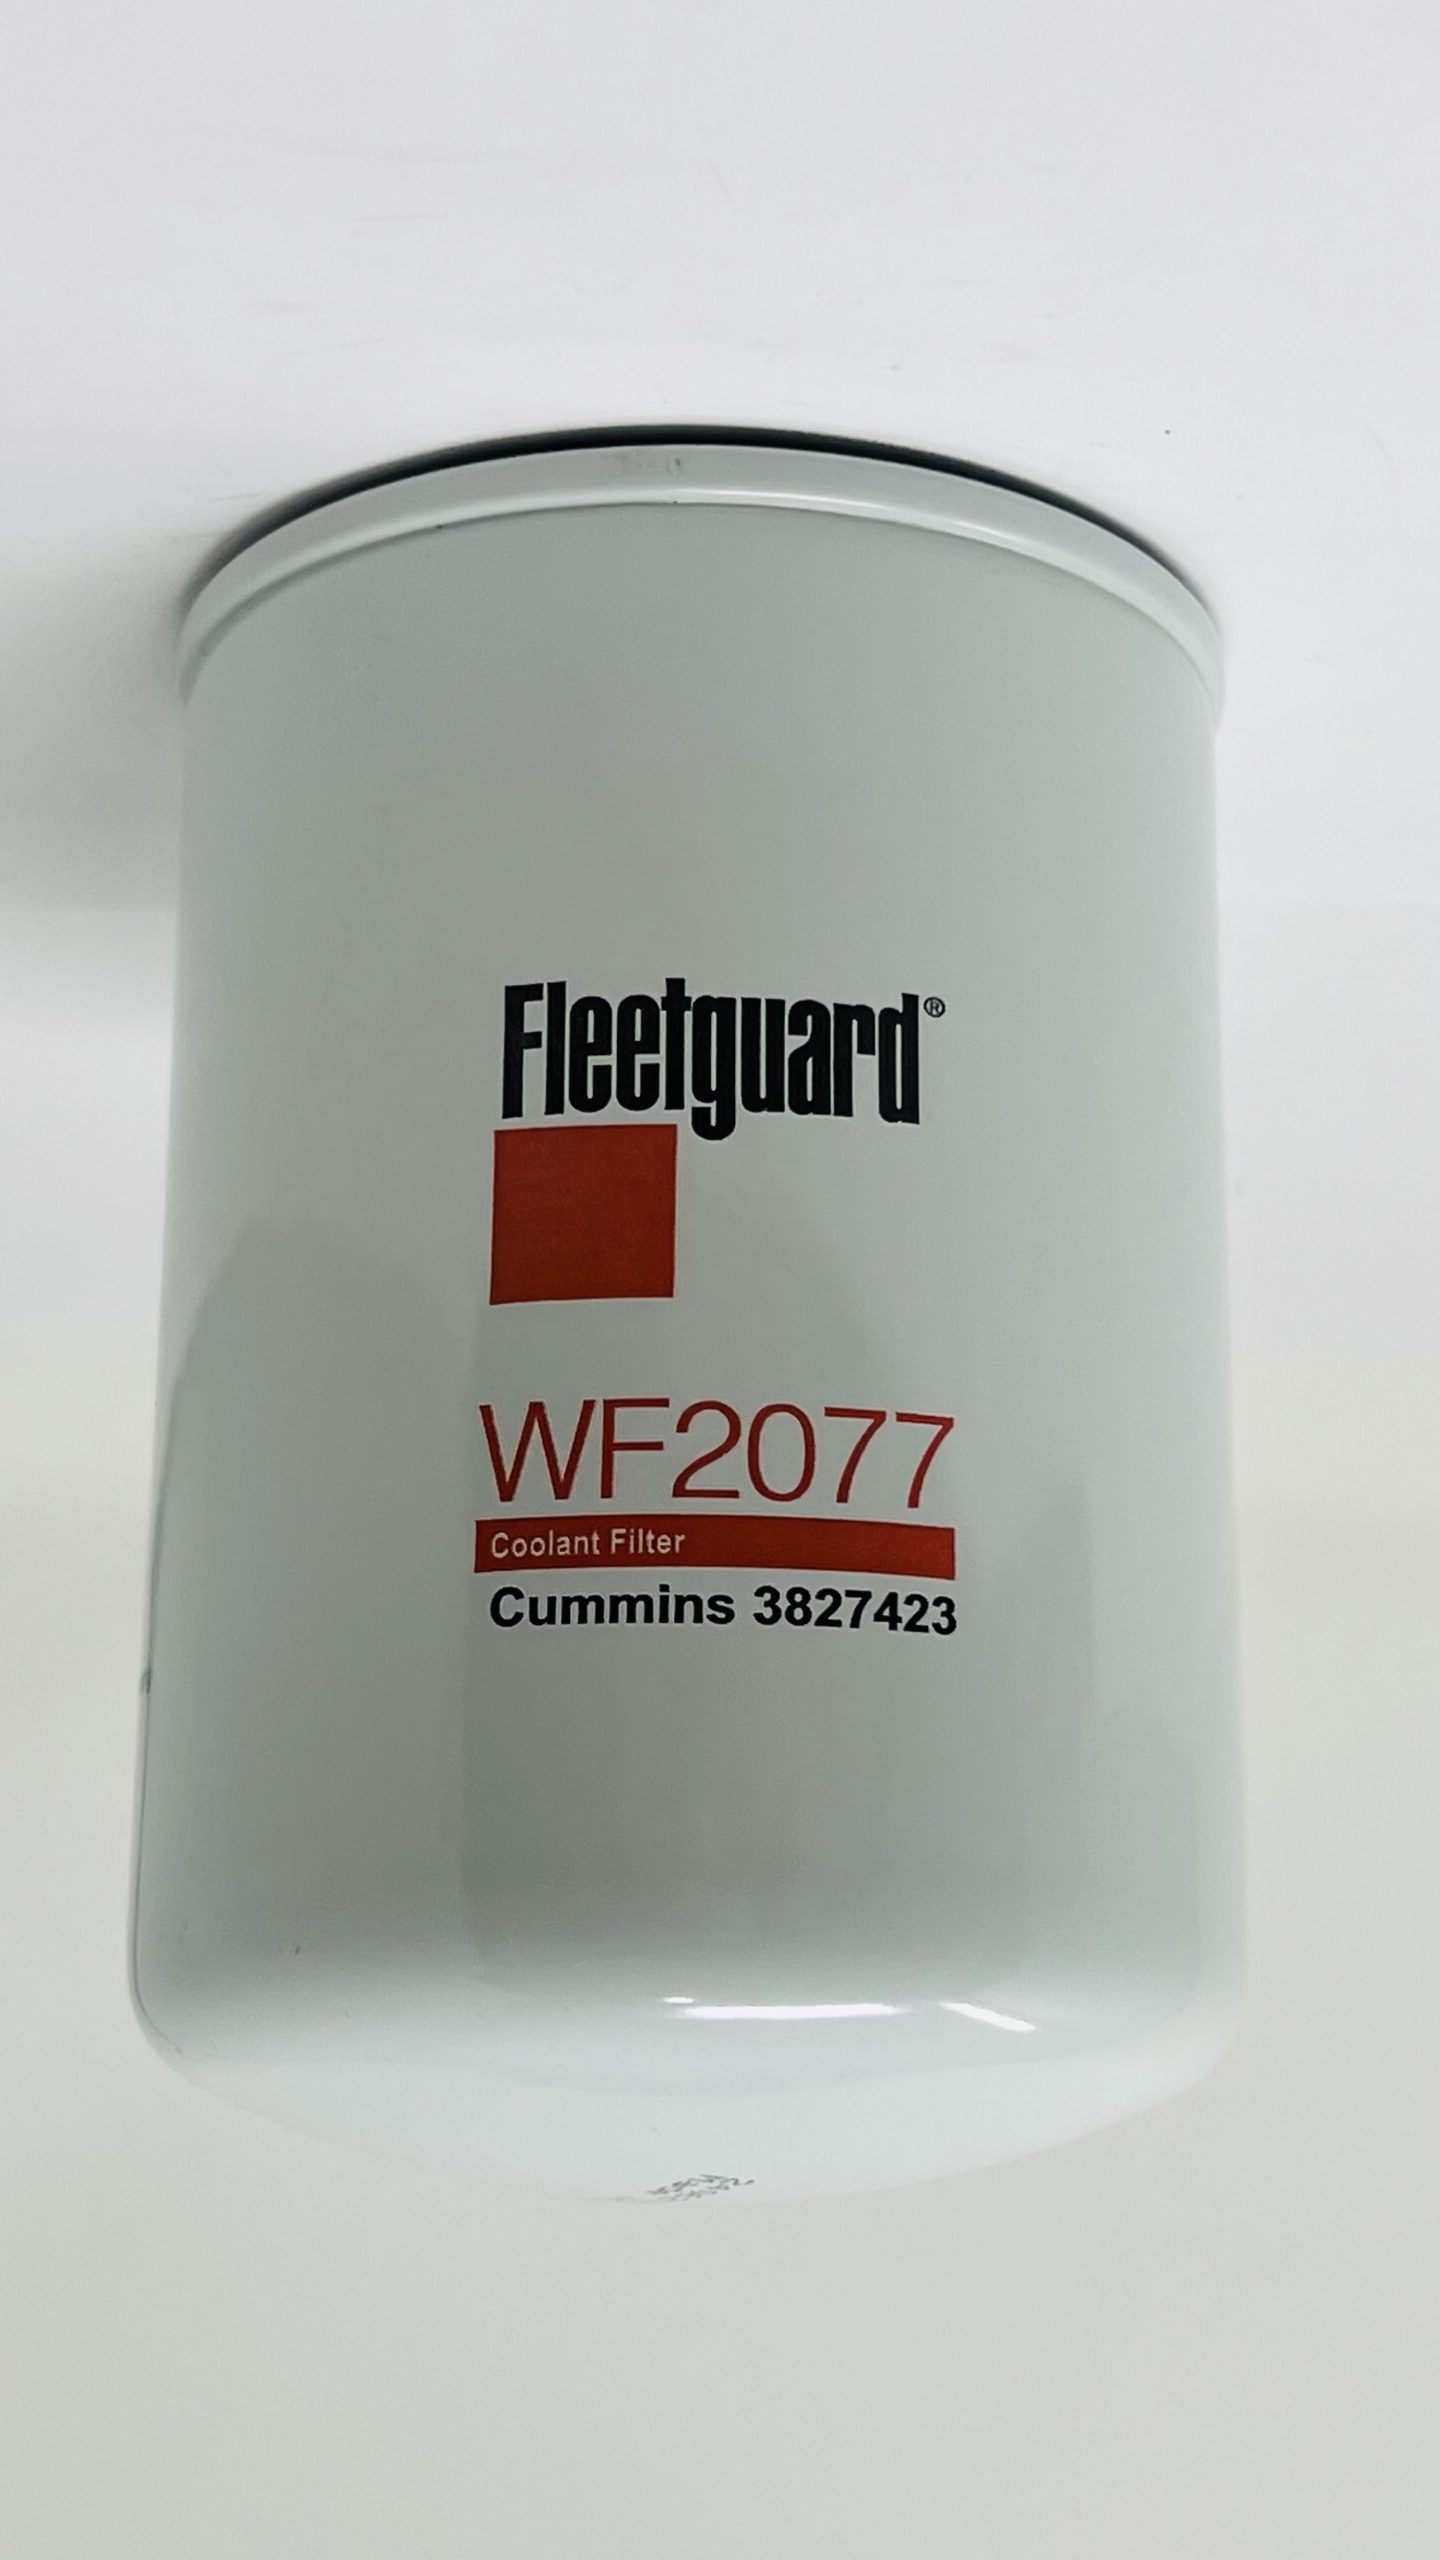 Fleetguard®
WF2077
Coolant Filter
Cummins 3827423